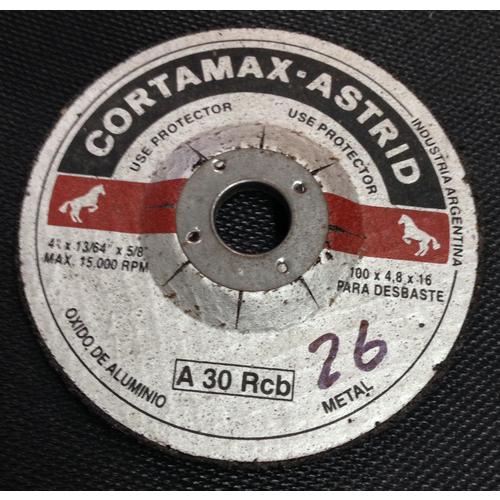 CORTAMAX-ASTRID
USE PROTECTOR
USE PROTECTOR
INDUSTRIA ARGENTINA
x 13/64" x 5/8"
MAX. 15.000 RPM
100 x 4,8 x 16
PARA DESBASTE
OXIDO DE ALUMINIO
A 30 Rcb
26
METAL